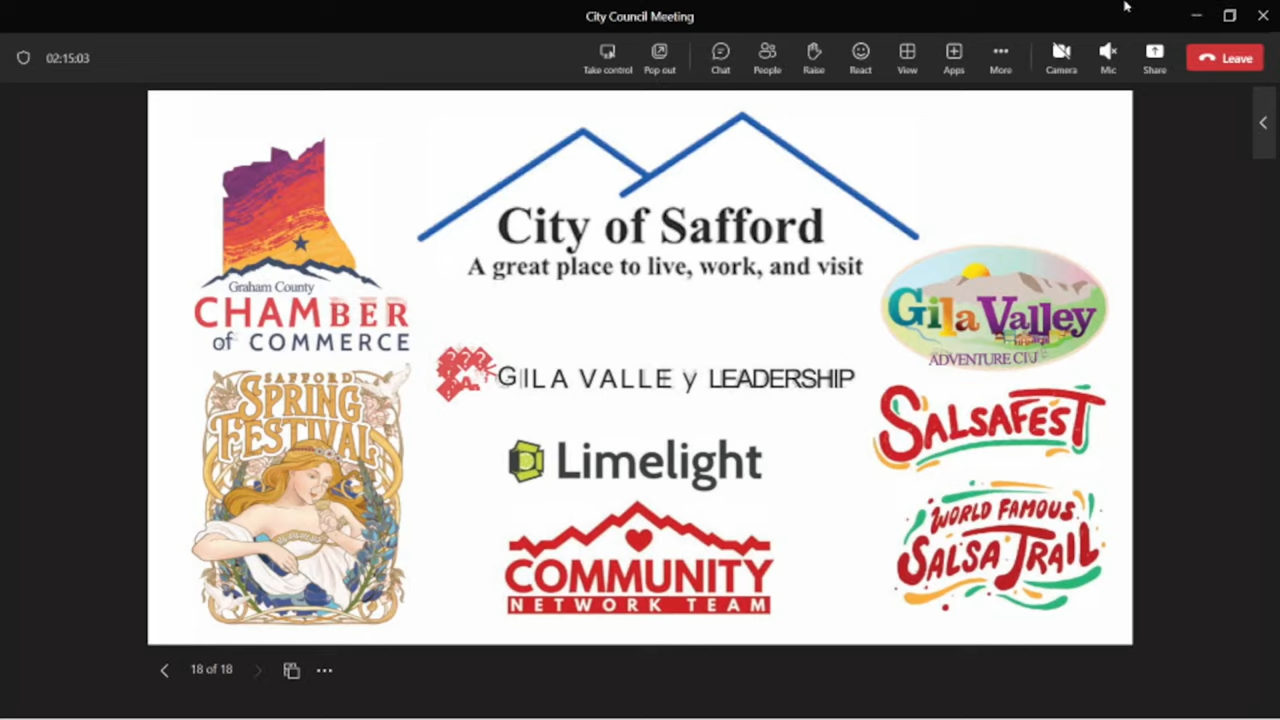 City Council Meeting
02:15:03
Take control
Pop out
Chat
People
Raise
React
View
Apps
More
Camera
Mic
Share
Leave
City of Safford
A great place to live, work, and visit
Graham County
CHAMBER
of COMMERCE
Gila Valley
ADVENTURE
GILA VALLEy LEADERSHIP
SAFFORD
SPRING
FESTIVAL
SALSAFEST
Limelight
WORLD FAMOUS
SALSA TRAIL
COMMUNITY
NETWORK TEAM
18 of 18